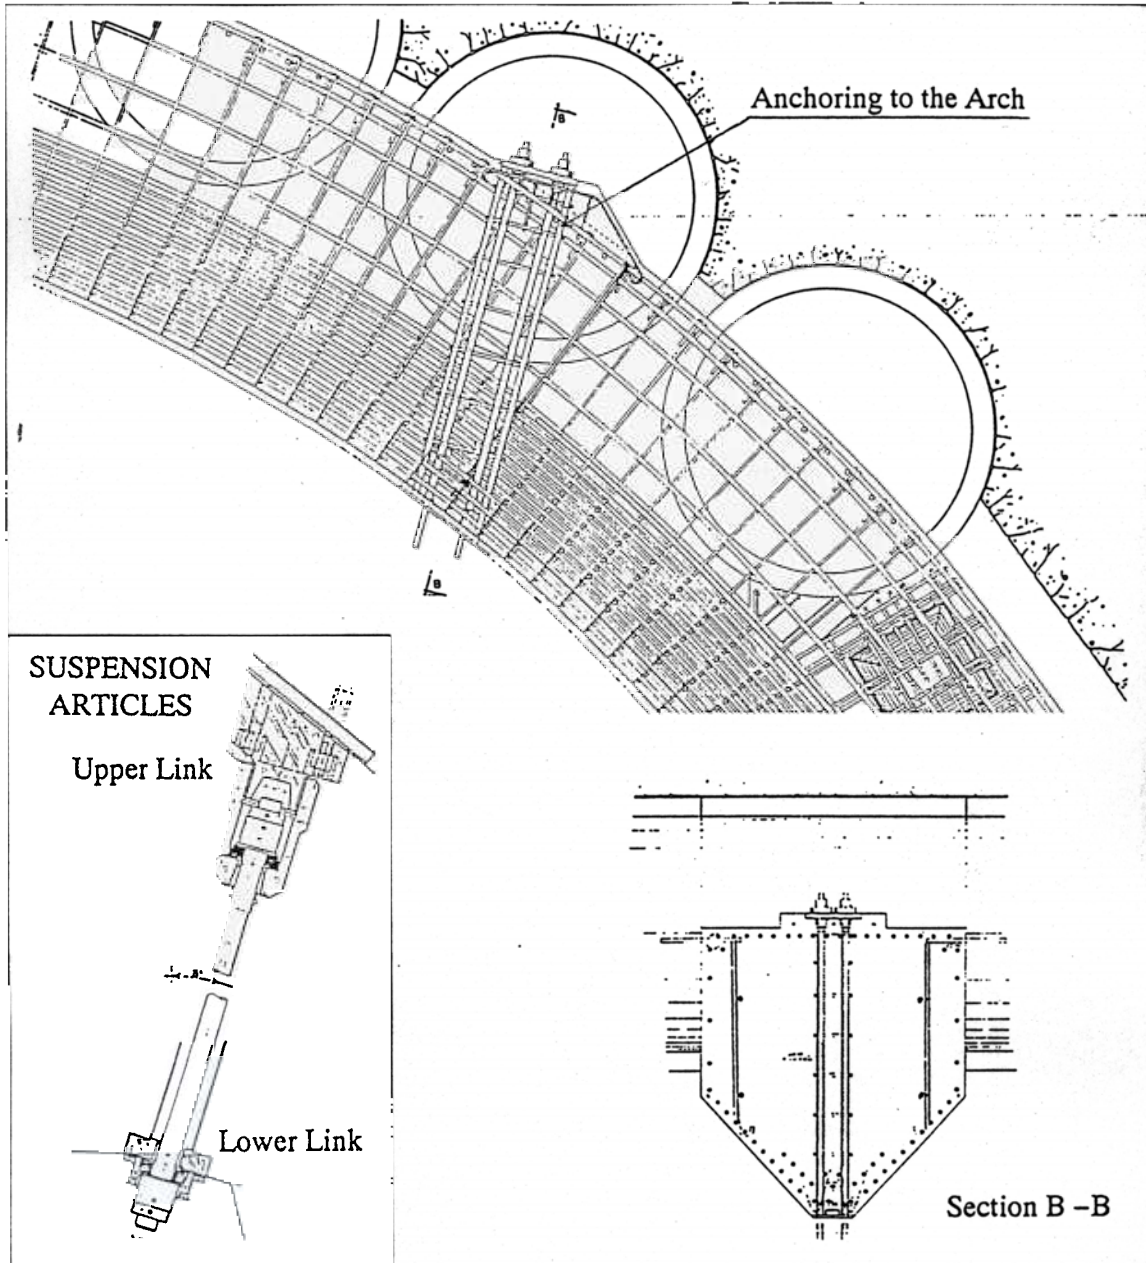 Anchoring to the Arch
B
B
SUSPENSION
ARTICLES
Upper Link
Lower Link
Section B –B